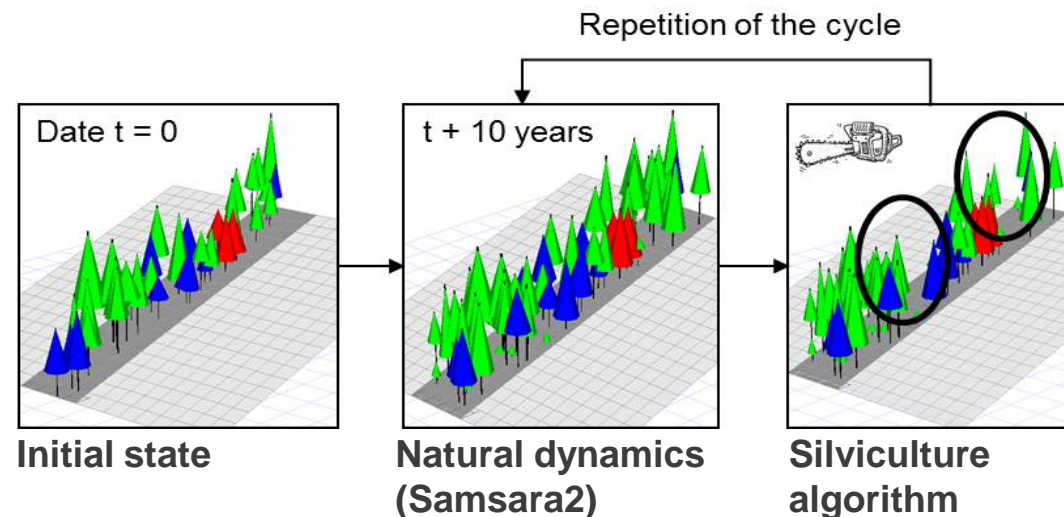 Repetition of the cycle
Date t = 0
t + 10 years
Initial state
Natural dynamics
(Samsara2)
Silviculture
algorithm